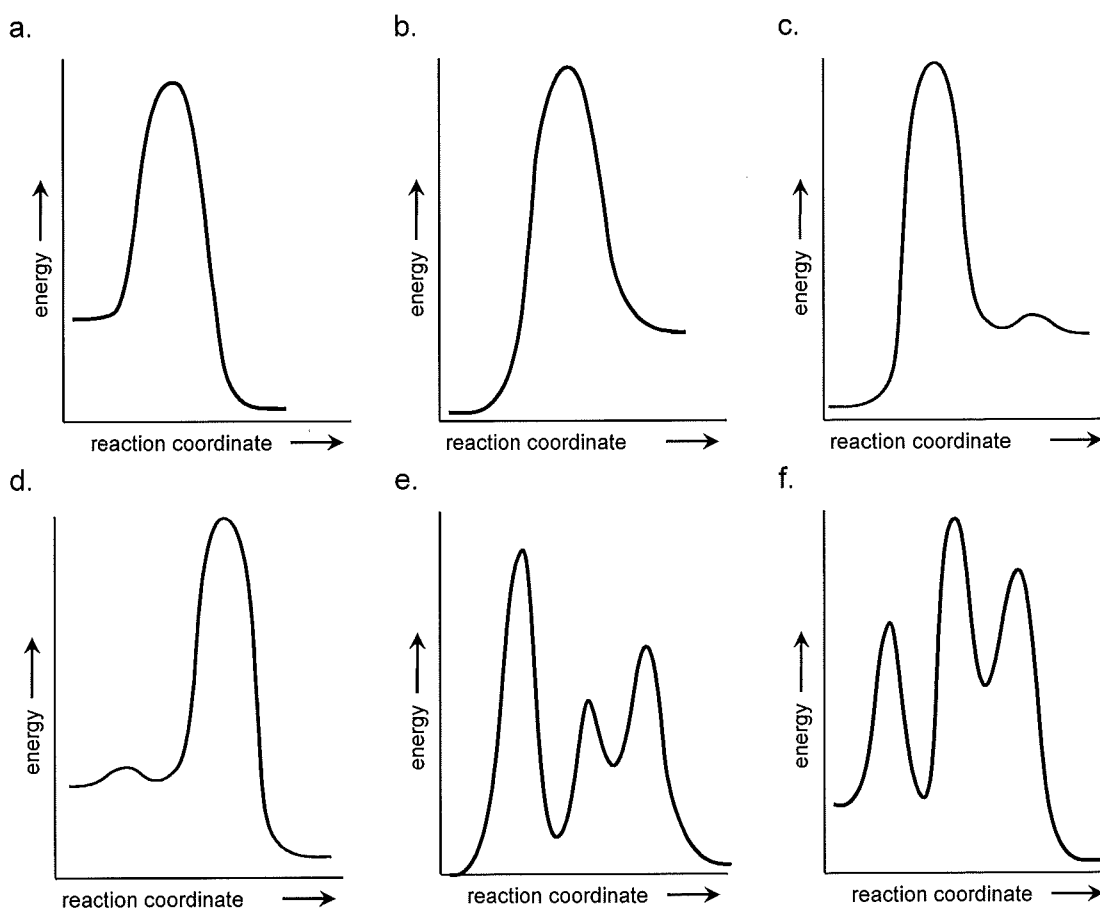 a.
b.
c.
energy
energy
energy
reaction coordinate
reaction coordinate
reaction coordinate
d.
e.
f.
energy
energy
energy
reaction coordinate
reaction coordinate
reaction coordinate